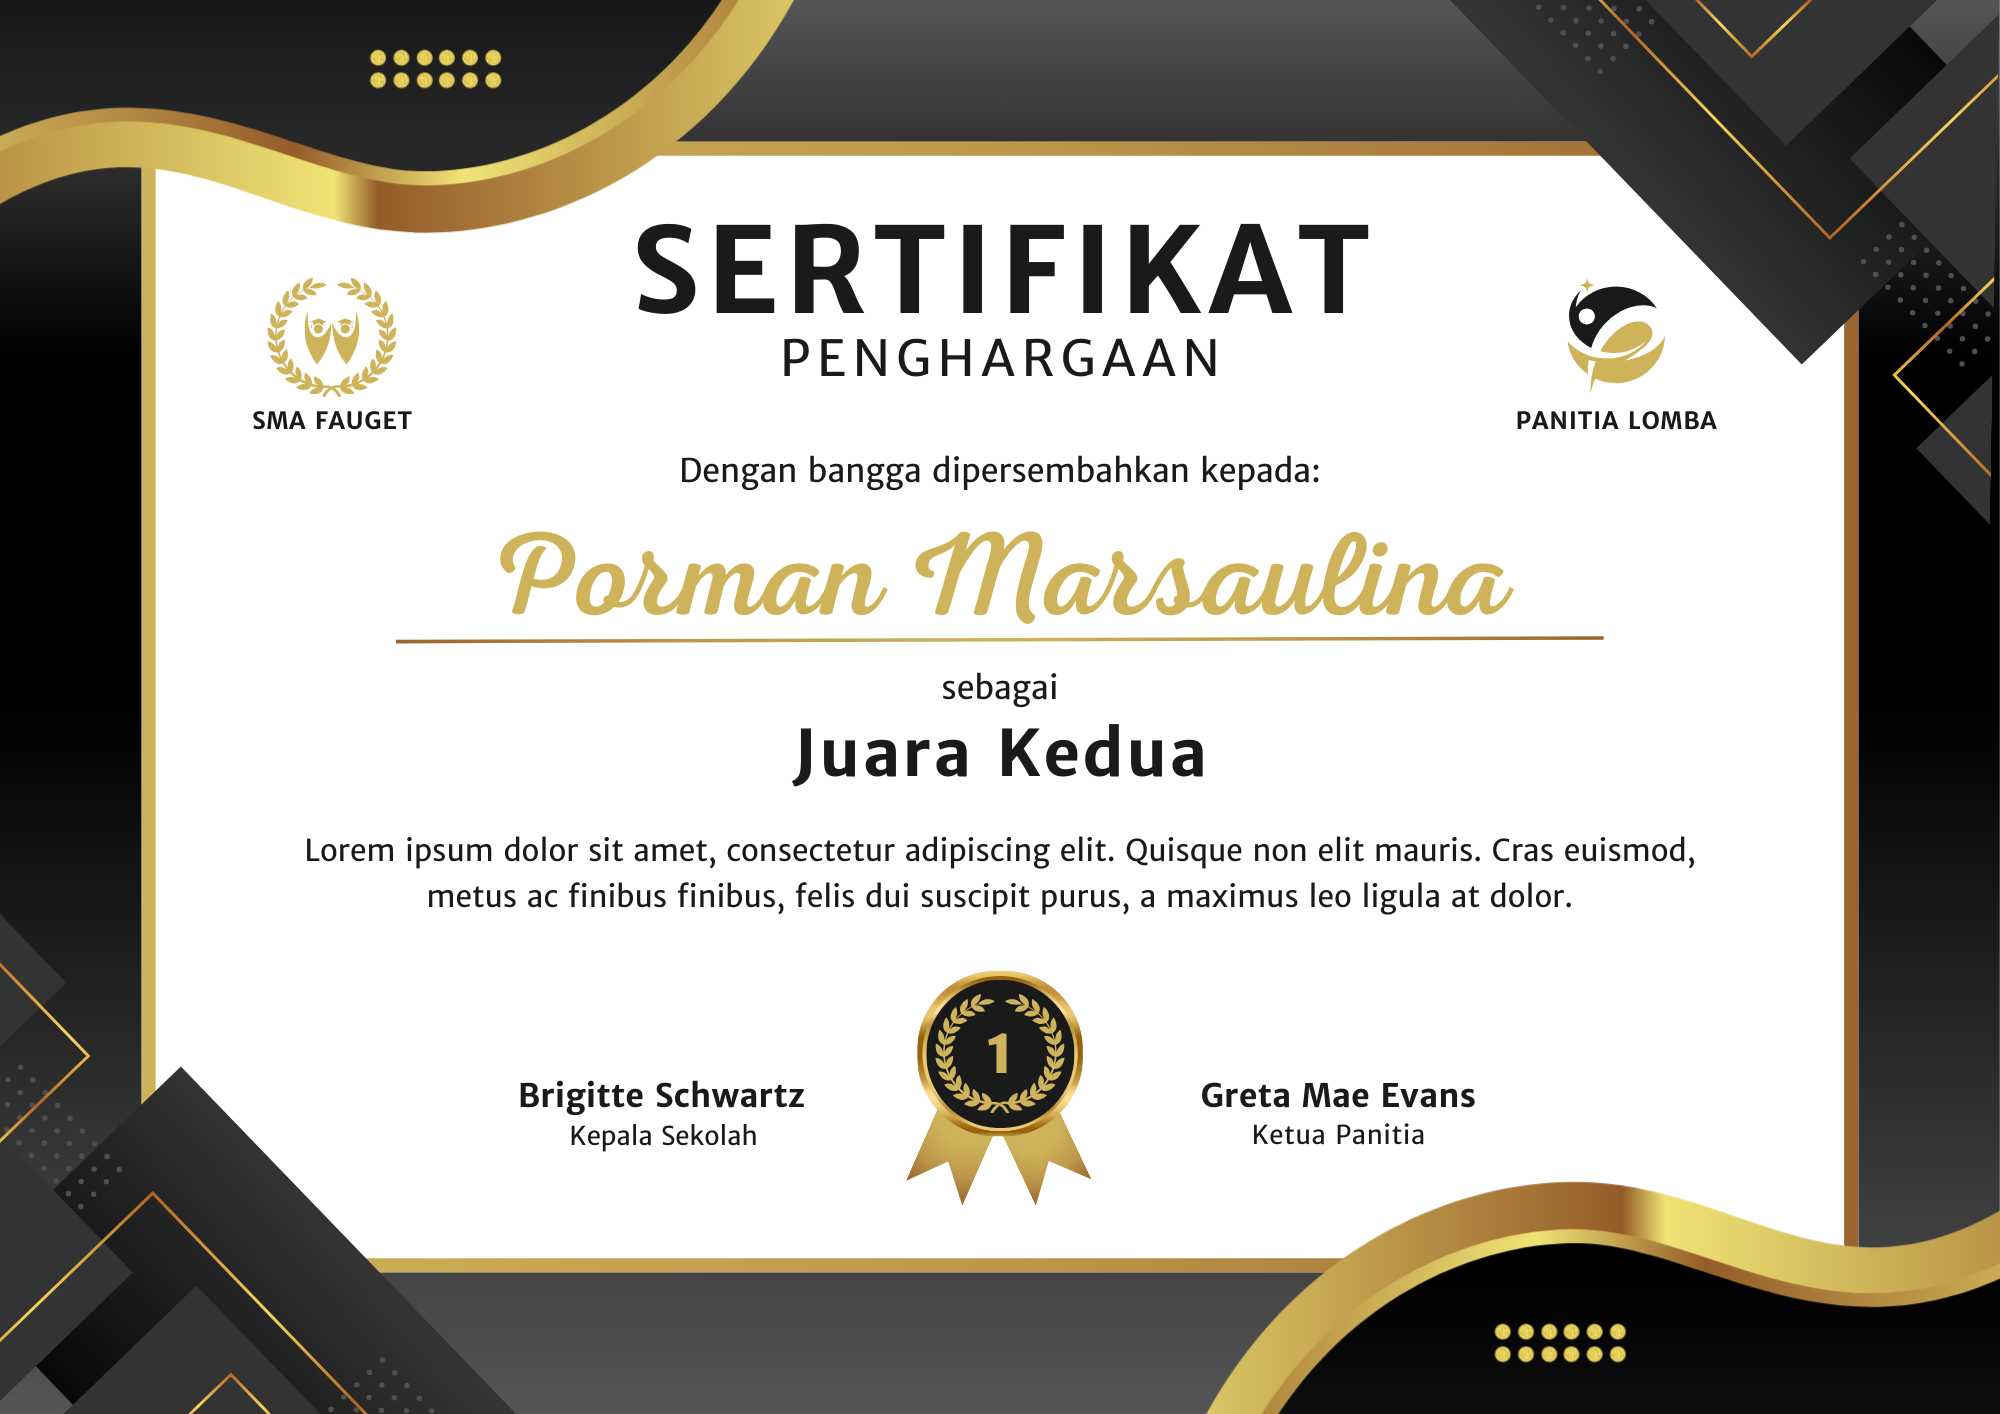 SERTIFIKAT
PENGHARGAAN
SMA FAUGET
PANITIA LOMBA
Dengan bangga dipersembahkan kepada:
Porman Marsaulina
sebagai
Juara Kedua
Lorem ipsum dolor sit amet, consectetur adipiscing elit. Quisque non elit mauris. Cras euismod,
metus ac finibus finibus, felis dui suscipit purus, a maximus leo ligula at dolor.
1
Brigitte Schwartz
Kepala Sekolah
Greta Mae Evans
Ketua Panitia